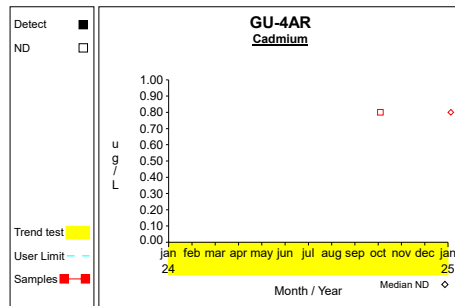 Detect
ND
Trend test
User Limit
Samples
GU-4AR
Cadmium
ug/L
1.00
0.90
0.80
0.70
0.60
0.50
0.40
0.30
0.20
0.10
0.00
jan feb mar apr may jun jul aug sep oct nov dec jan
24 25
Month / Year
Median ND